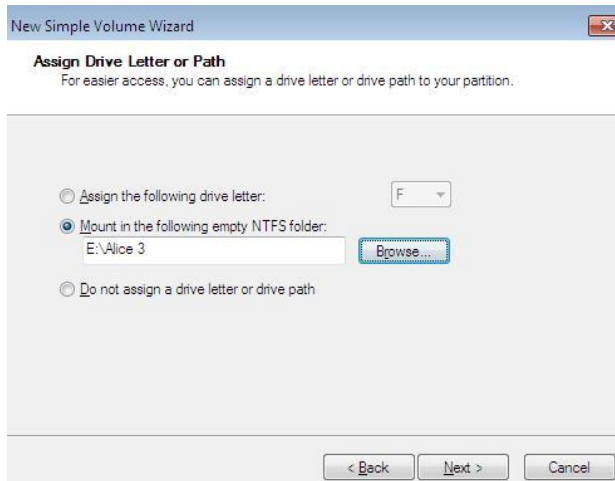 New Simple Volume Wizard
Assign Drive Letter or Path
For easier access, you can assign a drive letter or drive path to your partition.
Assign the following drive letter:
F
Mount in the following empty NTFS folder:
E:\Alice 3
Browse...
Do not assign a drive letter or drive path
< Back
Next >
Cancel